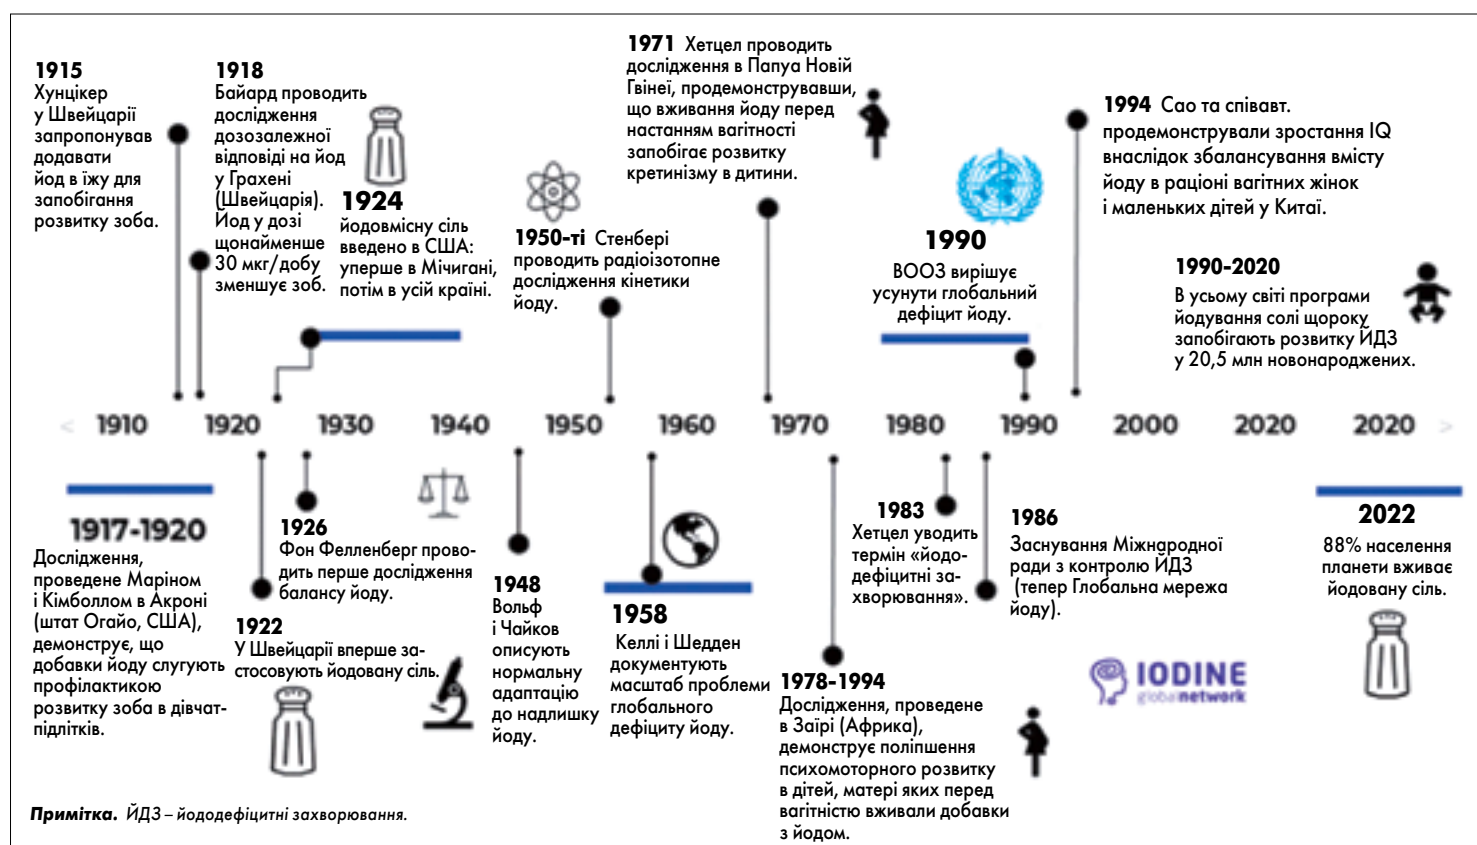 1915
Хунцікер
у Швейцарії
запропонував
додавати
йод в їжу для
запобігання
розвитку зоба.
1918
Байард проводить
дослідження
дозозалежної
відповіді на йод
у Грахені
(Швейцарія).
Йод у дозі
щонайменше
30 мкг/добу
зменшує зоб.
1924
йодовмісну сіль
введено в США:
уперше в Мічигані,
потім в усій країні.
1950-ті Стенбері
проводить радіоізотопне
дослідження кінетики
йоду.
1971 Хетцел проводить
дослідження в Папуа Новій
Гвінеї, продемонструвавши,
що вживання йоду перед
настанням вагітності
запобігає розвитку
кретинізму в дитини.
1990
ВООЗ вирішує
усунути глобальний
дефіцит йоду.
1994 Сао та співавт.
продемонстрували зростання IQ
внаслідок збалансування вмісту
йоду в раціоні вагітних жінок
і маленьких дітей у Китаї.
1990-2020
В усьому світі програми
йодування солі щороку
запобігають розвитку ЙДЗ
у 20,5 млн новонароджених.
< 1910 1920 1930 1940 1950 1960 1970 1980 1990 2000 2020 2020 >
1917-1920
Дослідження,
проведене Маріном
і Кімболлом в Акроні
(штат Огайо, США),
демонструє, що
добавки йоду слугують
профілактикою
розвитку зоба в дівчат-
підлітків.
1922
У Швейцарії вперше за-
стосовують йодовану сіль.
1926
Фон Фелленберг прово-
дить перше дослідження
балансу йоду.
1948
Вольф
і Чайков
описують
нормальну
адаптацію
до надлишку
йоду.
1958
Келлі і Шедден
документують
масштаб проблеми
глобального
дефіциту йоду.
1978-1994
Дослідження, проведене
в Заїрі (Африка),
демонструє поліпшення
психомоторного розвитку
в дітей, матері яких перед
вагітністю вживали добавки
з йодом.
1983
Хетцел уводить
термін «йодо-
дефіцитні за-
хворювання».
1986
Заснування Міжнародної
ради з контролю ЙДЗ
(тепер Глобальна мережа
йоду).
IODINE
globalnetwork
2022
88% населення
планети вживає
йодовану сіль.
Примітка. ЙДЗ – йододефіцитні захворювання.